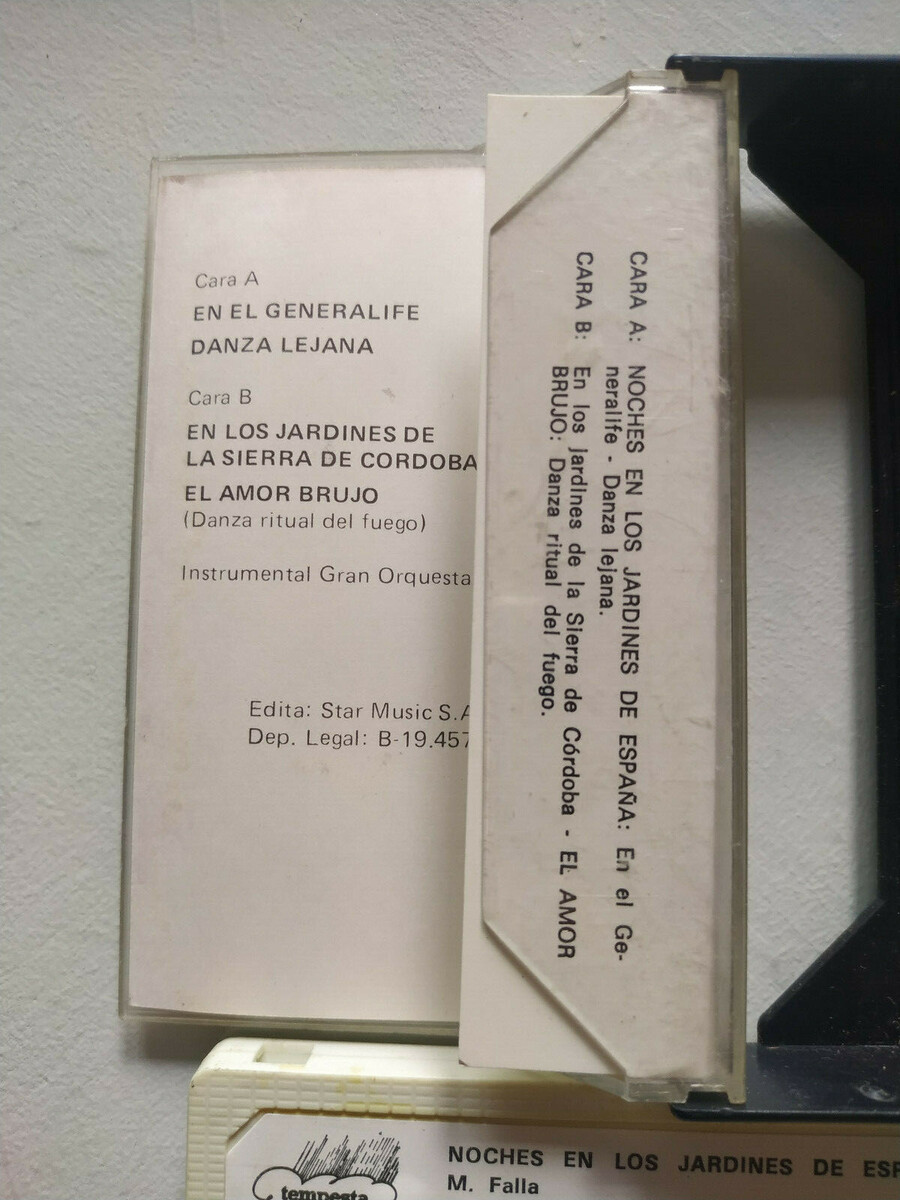 Cara A
EN EL GENERALIFE
DANZA LEJANA
Cara B
EN LOS JARDINES DE
LA SIERRA DE CORDOBA
EL AMOR BRUJO
(Danza ritual del fuego)
Instrumental Gran Orquesta
Edita: Star Music S.A
Dep. Legal: B-19.457
CARA A: NOCHES EN LOS JARDINES DE ESPAÑA: En el Ge-
neralife - Danza lejana.
CARA B: En los jardines de la Sierra de Córdoba - EL AMOR
BRUJO: Danza ritual del fuego.
tempesta
NOCHES EN LOS JARDINES DE ESP
M. Falla